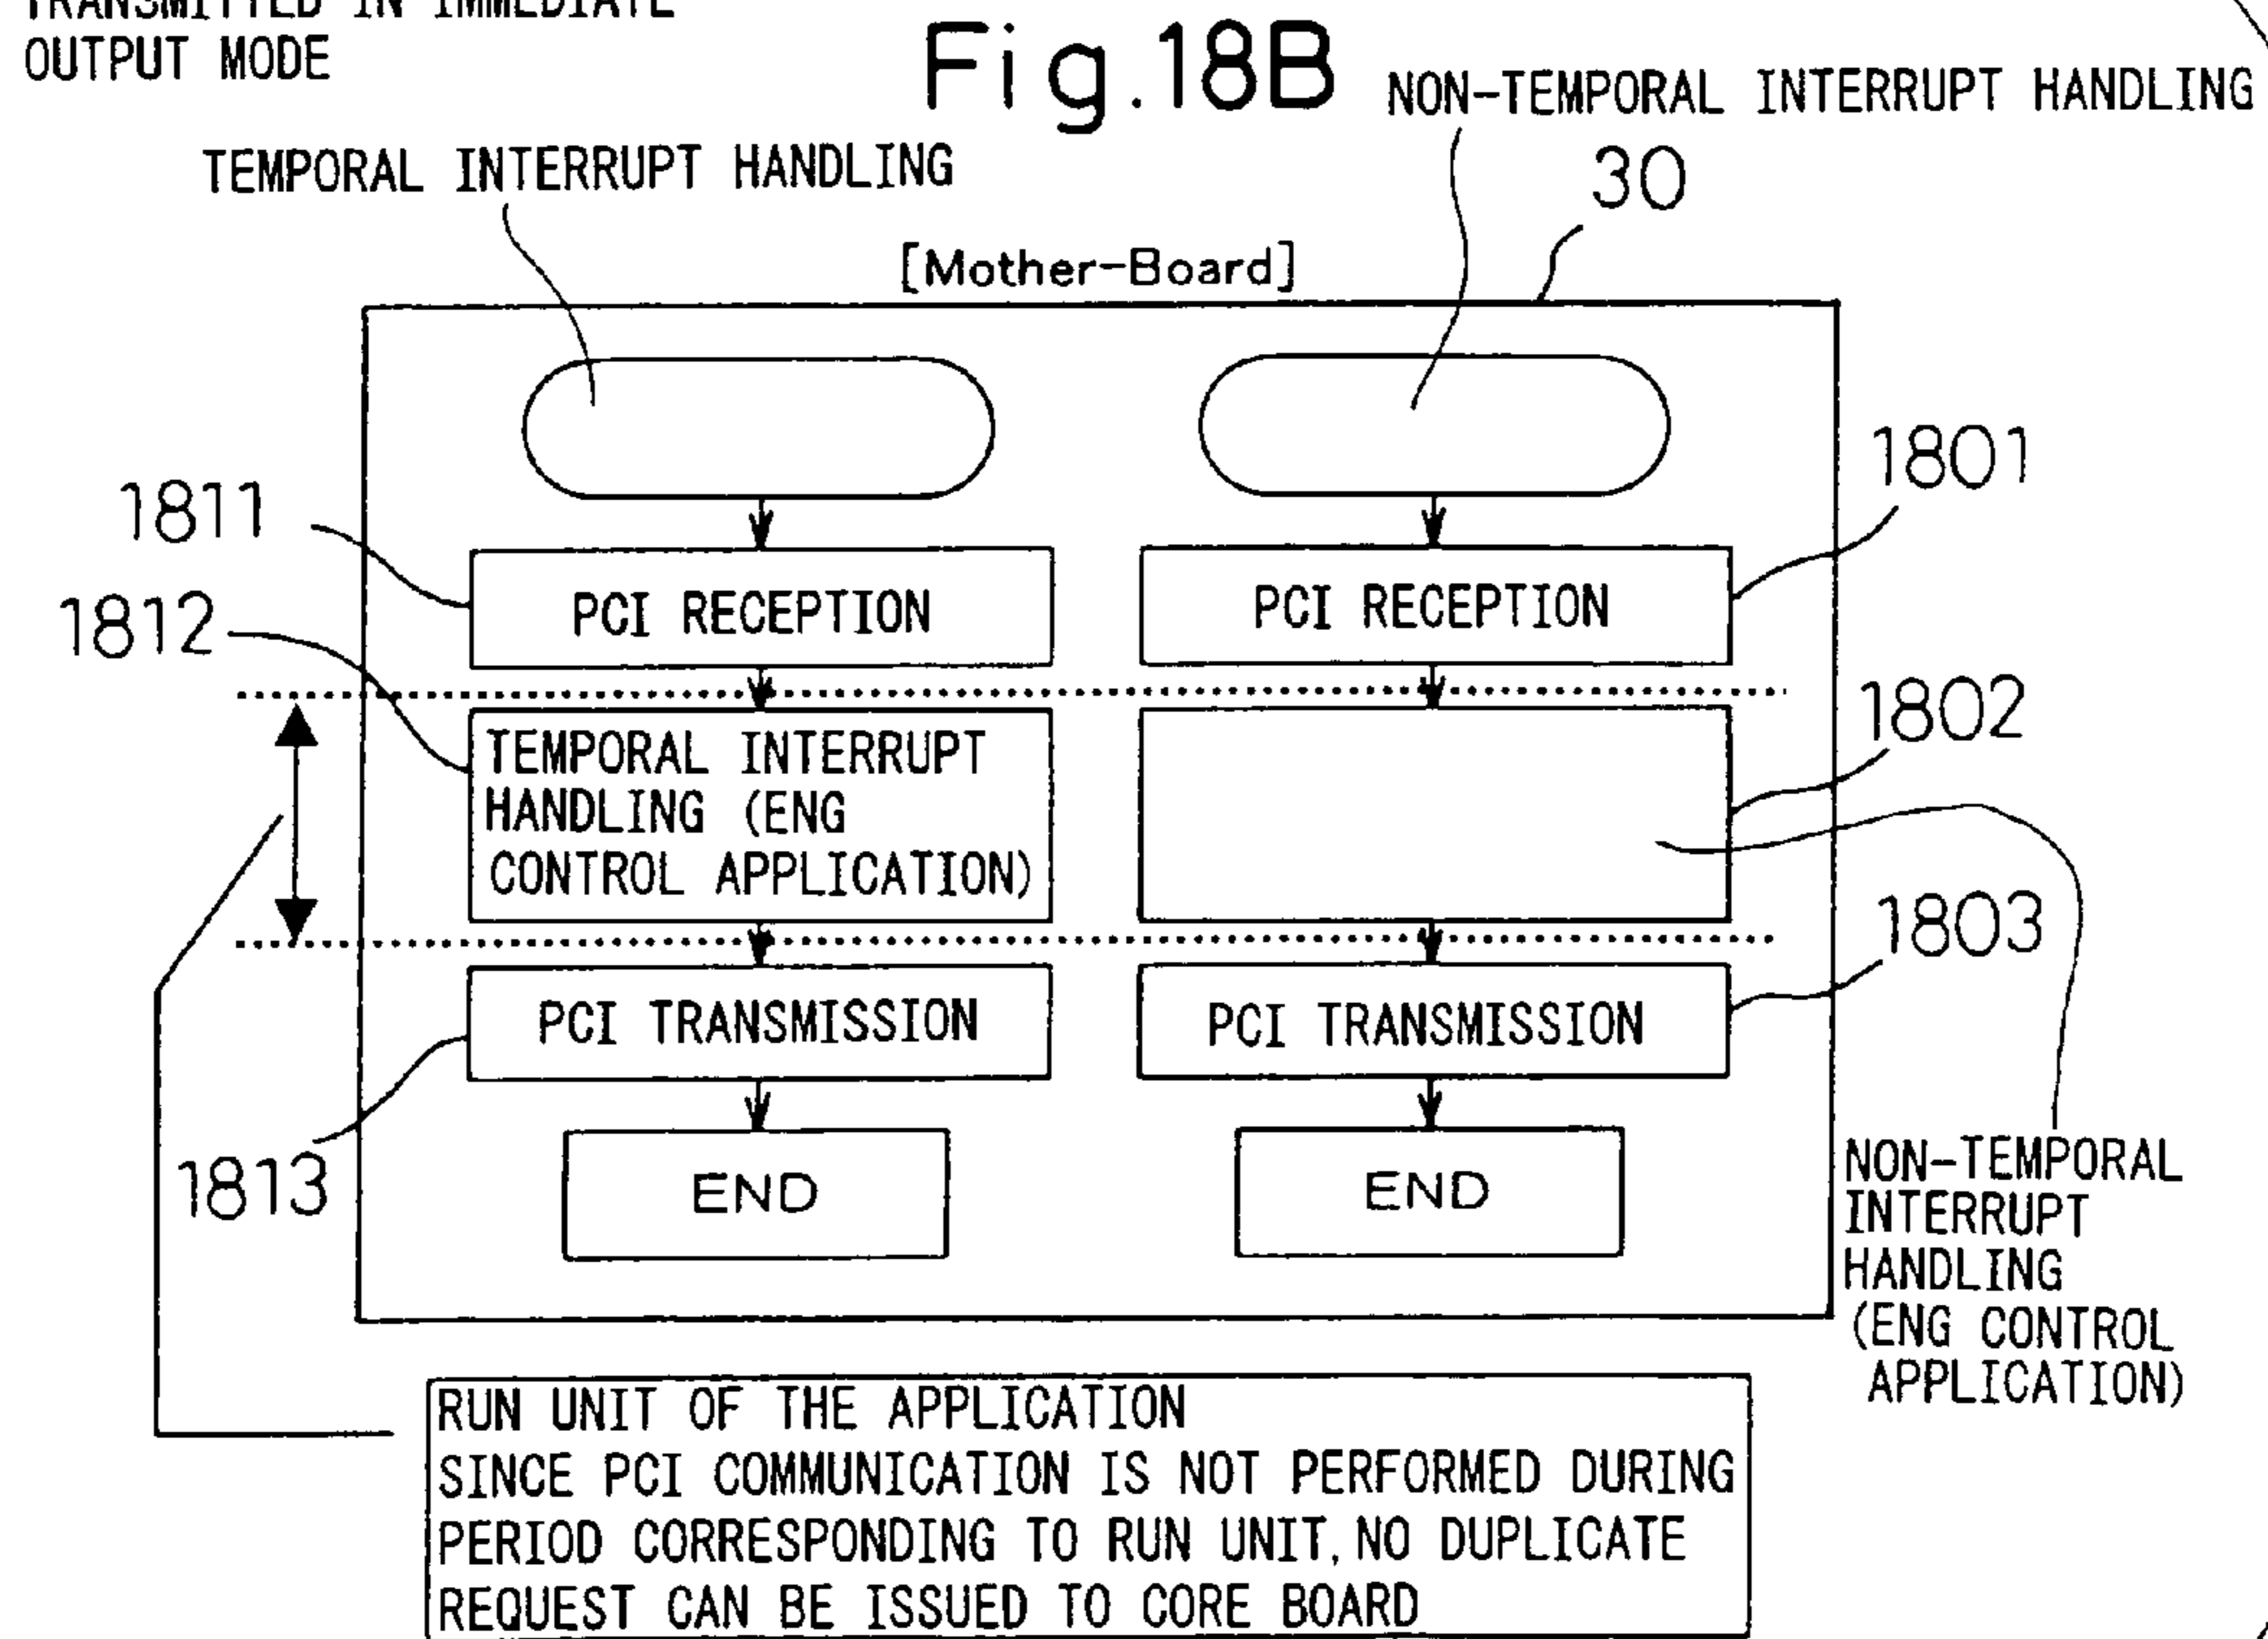 TRANSMITTED IN IMMEDIATE
OUTPUT MODE
Fig.18B
NON-TEMPORAL INTERRUPT HANDLING
TEMPORAL INTERRUPT HANDLING
30
[Mother-Board]
1801
1811
PCI RECEPTION
PCI RECEPTION
1812
1802
TEMPORAL INTERRUPT
HANDLING (ENG
CONTROL APPLICATION)
1803
PCI TRANSMISSION
PCI TRANSMISSION
1813
END
END
NON-TEMPORAL
INTERRUPT
HANDLING
(ENG CONTROL
APPLICATION)
RUN UNIT OF THE APPLICATION
SINCE PCI COMMUNICATION IS NOT PERFORMED DURING
PERIOD CORRESPONDING TO RUN UNIT, NO DUPLICATE
REQUEST CAN BE ISSUED TO CORE BOARD